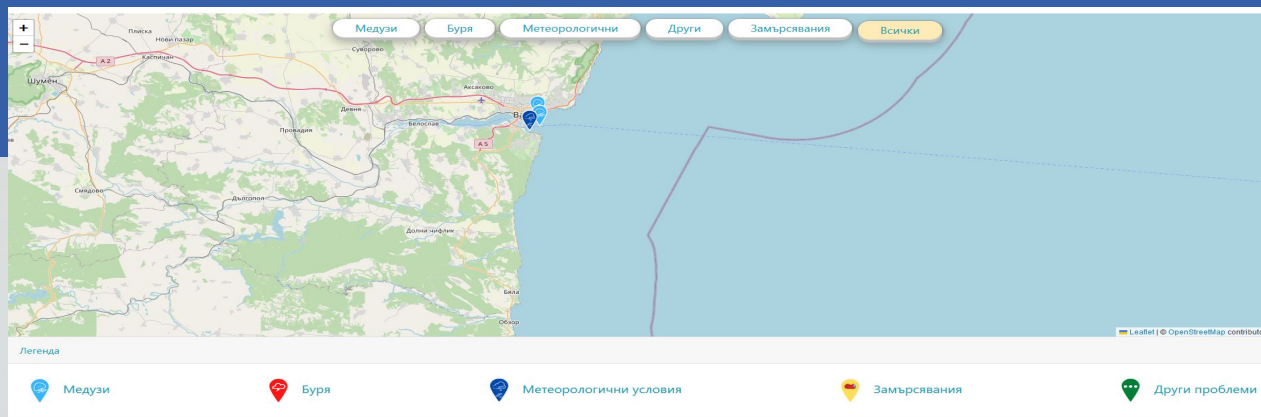 +
−
Медузи
Буря
Метеорологични
Други
Замърсявания
Всички
Плиска
Нови пазар
Суворово
Каспичан
A 2
Шумен
Аксаково
Девня
Белослав
Провадия
A 5
Смядово
Дългопол
Долни чифлик
Бяла
Обзор
Leaflet | © OpenStreetMap contribut
Легенда
Медузи
Буря
Метеорологични условия
Замърсявания
Други проблеми